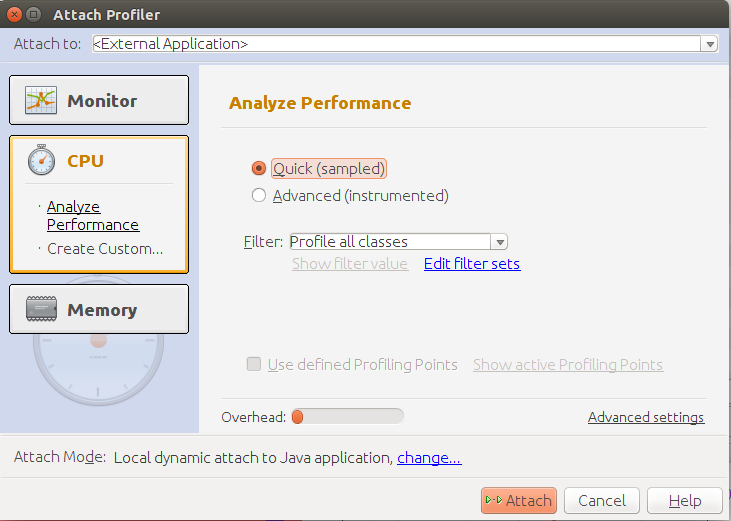 Attach Profiler
Attach to: <External Application>
Monitor
CPU
· Analyze
Performance
· Create Custom...
Memory
Analyze Performance
Quick (sampled)
Advanced (instrumented)
Filter: Profile all classes
Show filter value Edit filter sets
Use defined Profiling Points Show active Profiling Points
Overhead: Advanced settings
Attach Mode: Local dynamic attach to Java application, change...
Attach Cancel Help